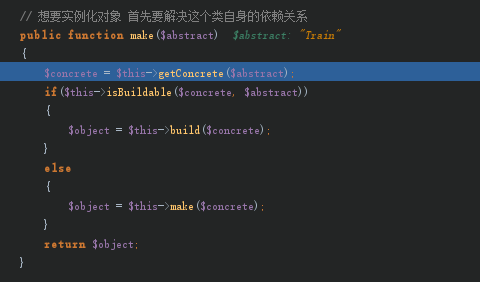 // 想要实例化对象 首先要解决这个类自身的依赖关系
public function make($abstract)  $abstract: "Train"
{
    $concrete = $this->getConcrete($abstract);
    if($this->isBuildable($concrete, $abstract))
    {
        $object = $this->build($concrete);
    }
    else
    {
        $object = $this->make($concrete);
    }
    return $object;
}